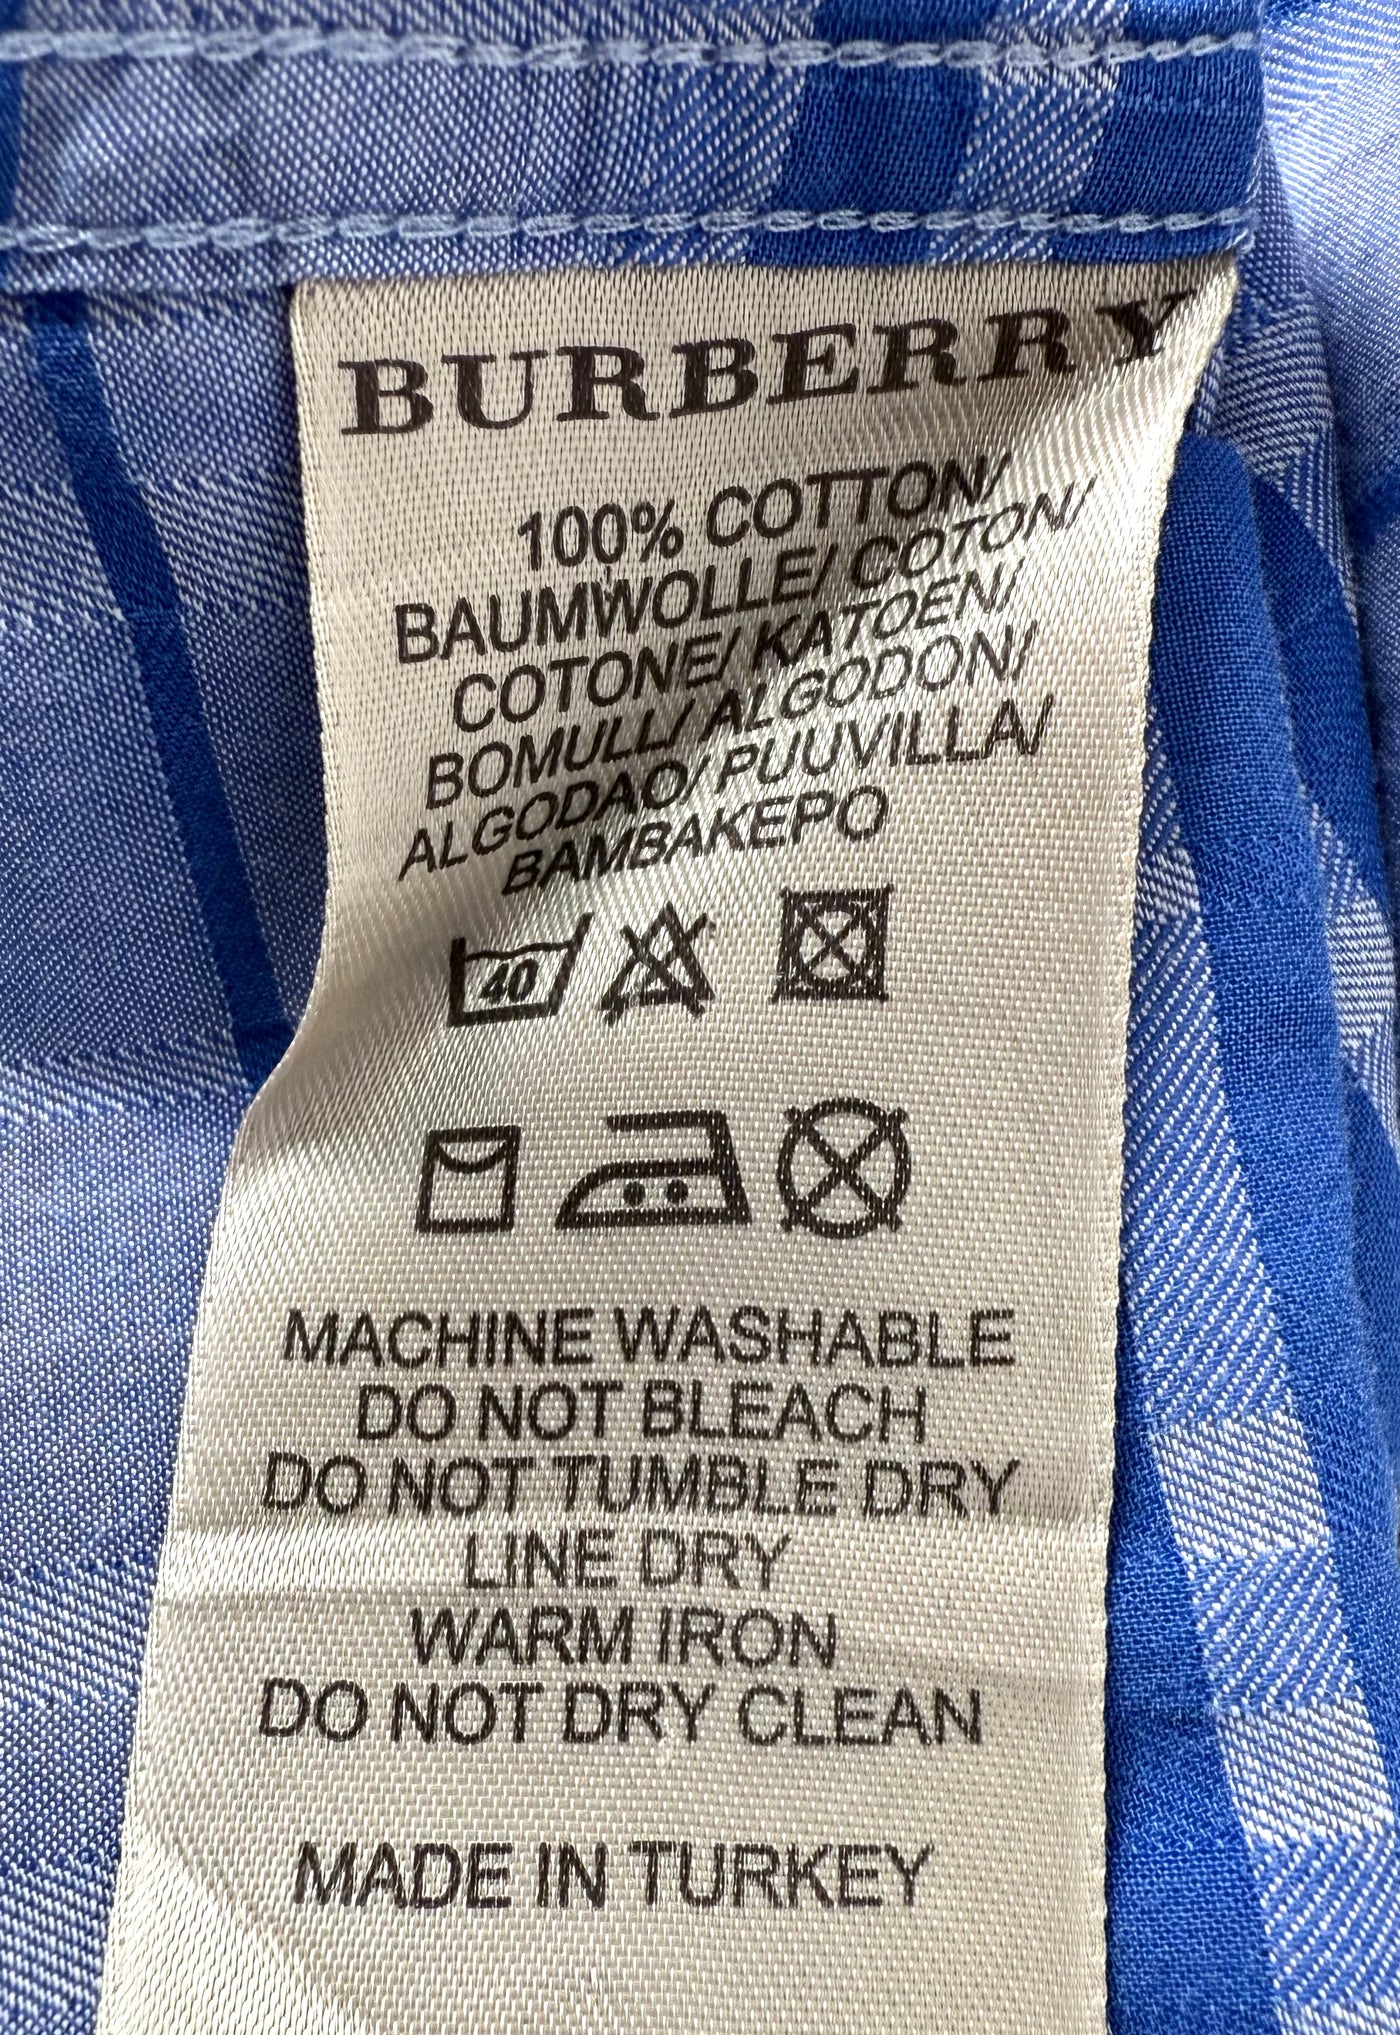 BURBERRY
100% COTTON/
BAUMWOLLE/ COTON/
COTONE/ KATOEN/
BOMULL/ ALGODON/
ALGODAO/ PUUVILLA/
BAMBAKEPO
40
MACHINE WASHABLE
DO NOT BLEACH
DO NOT TUMBLE DRY
LINE DRY
WARM IRON
DO NOT DRY CLEAN
MADE IN TURKEY